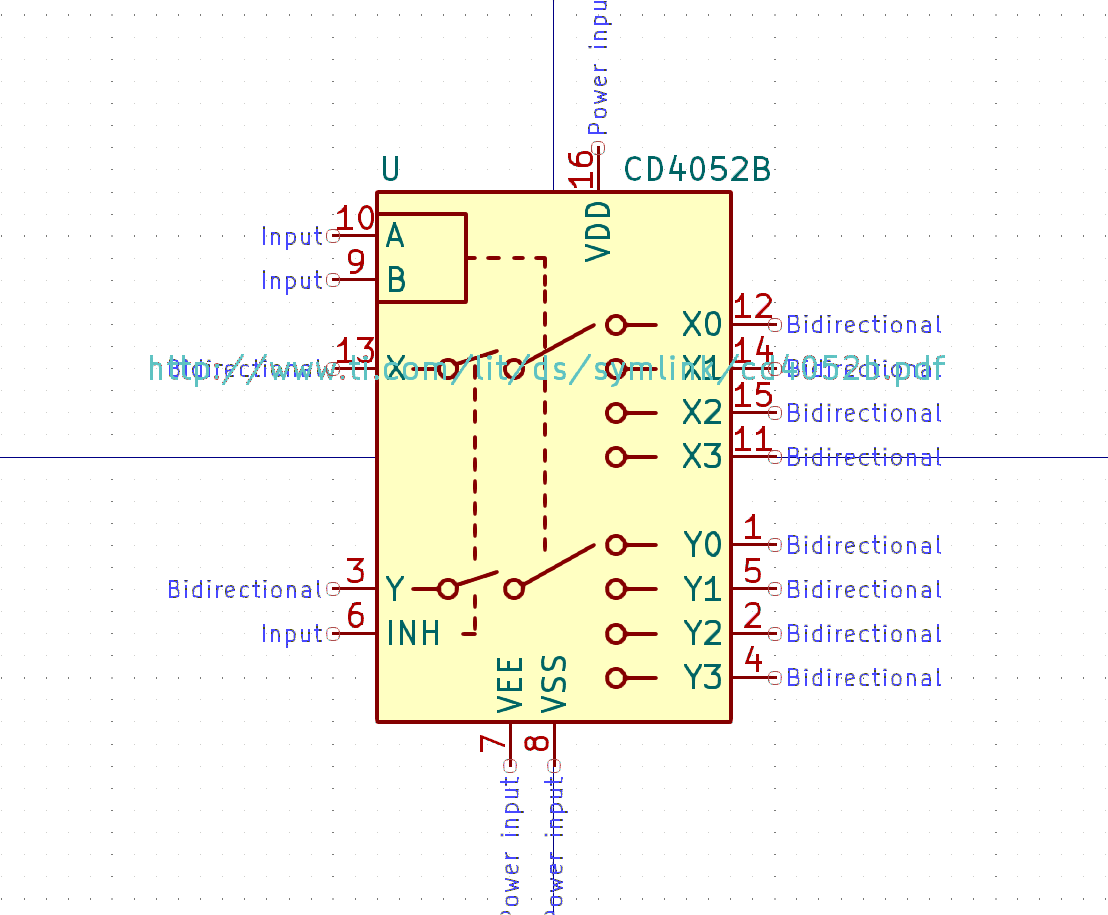 Power inpu
16
U
CD4052B
VDD
10
Input
A
9
Input
B
12
X0
Bidirectional
13
14
Bidirectional
X
X1
Bidirectional
http://www.ti.com/lit/ds/symlink/cd4052b.pdf
15
X2
Bidirectional
11
X3
Bidirectional
1
Y0
Bidirectional
3
5
Bidirectional
Y
Y1
Bidirectional
6
2
Input
INH
Y2
Bidirectional
4
Y3
Bidirectional
VEE
VSS
7
8
Power input
Power input